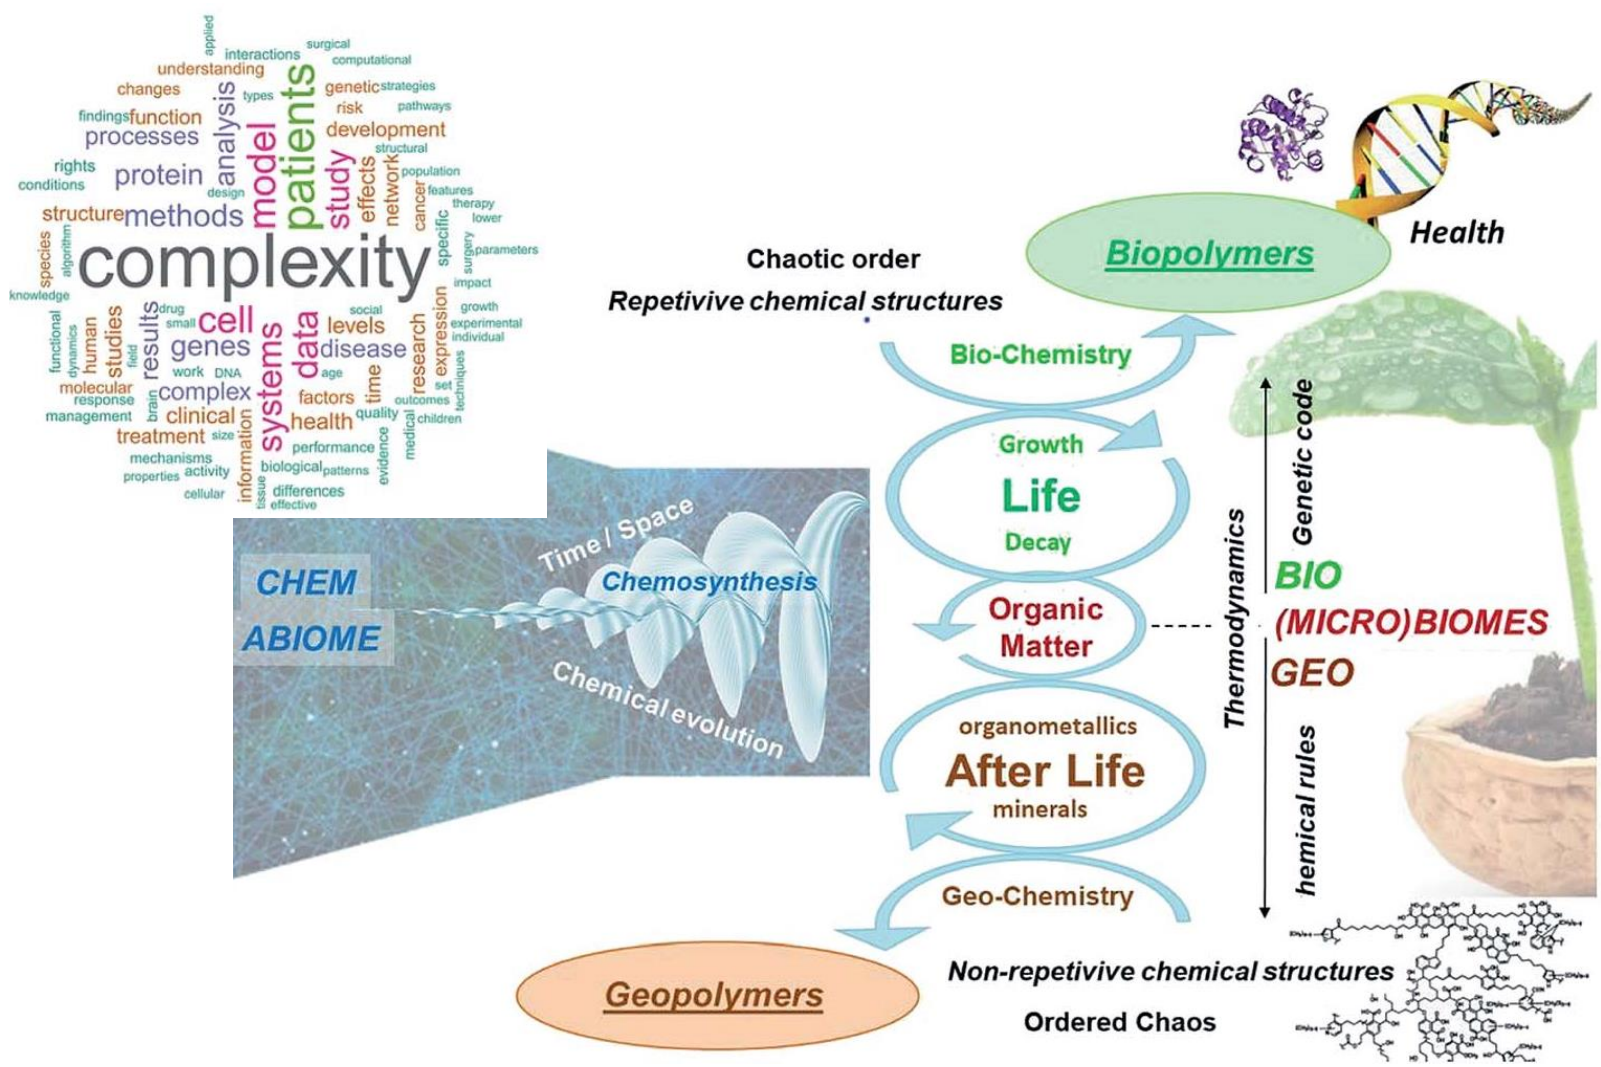 applied
interactions
surgical
understanding
computational
changes
types
patients
genetic
strategies
analysis
risk
pathways
findings
function
model
development
processes
structural
study
effects
network
rights
protein
population
conditions
design
cancer
features
therapy
structure
methods
specific
lower
species
algorithm
complexity
surgery
parameters
knowledge
impact
functional
dynamics
human
studies
field
results
drug
small
cell
social
growth
levels
experimental
genes
systems
data
disease
research
expression
individual
work
DNA
age
time
techniques
molecular
complex
set
response
brain
factors
outcomes
management
clinical
health
quality
medical
children
treatment
size
information
performance
evidence
mechanisms
biological
patterns
properties
activity
cellular
tissue
differences
effective
Health
Biopolymers
Chaotic order
Repetivive chemical structures
Bio-Chemistry
Growth
Life
Decay
Organic
Matter
organometallics
After Life
minerals
Geo-Chemistry
Geopolymers
Non-repetivive chemical structures
Ordered Chaos
Time / Space
Chemosynthesis
Chemical evolution
CHEM
ABIOME
Thermodynamics
Genetic code
BIO
(MICRO)BIOMES
GEO
hemical rules